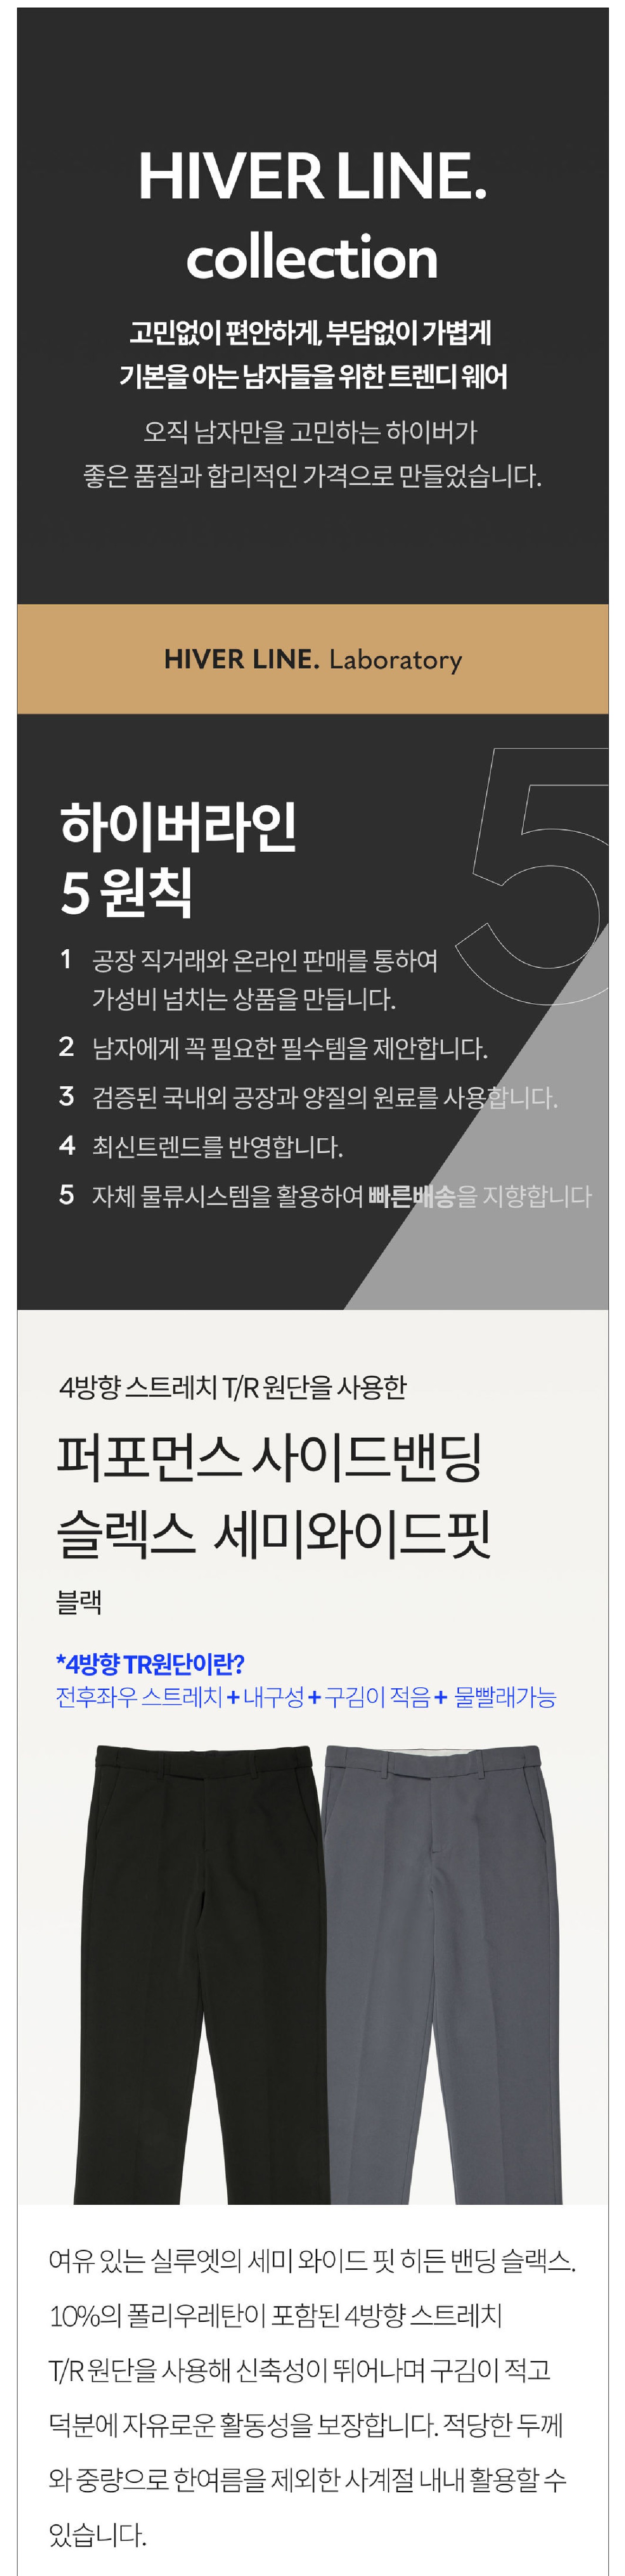 HIVER LINE.
collection
고민없이 편안하게, 부담없이 가볍게
기본을 아는 남자들을 위한 트렌디 웨어
오직 남자만을 고민하는 하이버가
좋은 품질과 합리적인 가격으로 만들었습니다.
HIVER LINE. Laboratory
5
하이버라인
5 원칙
1 공장 직거래와 온라인 판매를 통하여
가성비 넘치는 상품을 만듭니다.
2 남자에게 꼭 필요한 필수템을 제안합니다.
3 검증된 국내외 공장과 양질의 원료를 사용합니다.
4 최신트렌드를 반영합니다.
5 자체 물류시스템을 활용하여 빠른배송을 지향합니다
4방향 스트레치 T/R 원단을 사용한
퍼포먼스 사이드밴딩
슬렉스 세미와이드핏
블랙
*4방향 TR원단이란?
전후좌우 스트레치 + 내구성 + 구김이 적음 + 물빨래가능
여유 있는 실루엣의 세미 와이드 핏 히든 밴딩 슬랙스.
10%의 폴리우레탄이 포함된 4방향 스트레치
T/R 원단을 사용해 신축성이 뛰어나며 구김이 적고
덕분에 자유로운 활동성을 보장합니다. 적당한 두께
와 중량으로 한여름을 제외한 사계절 내내 활용할 수
있습니다.